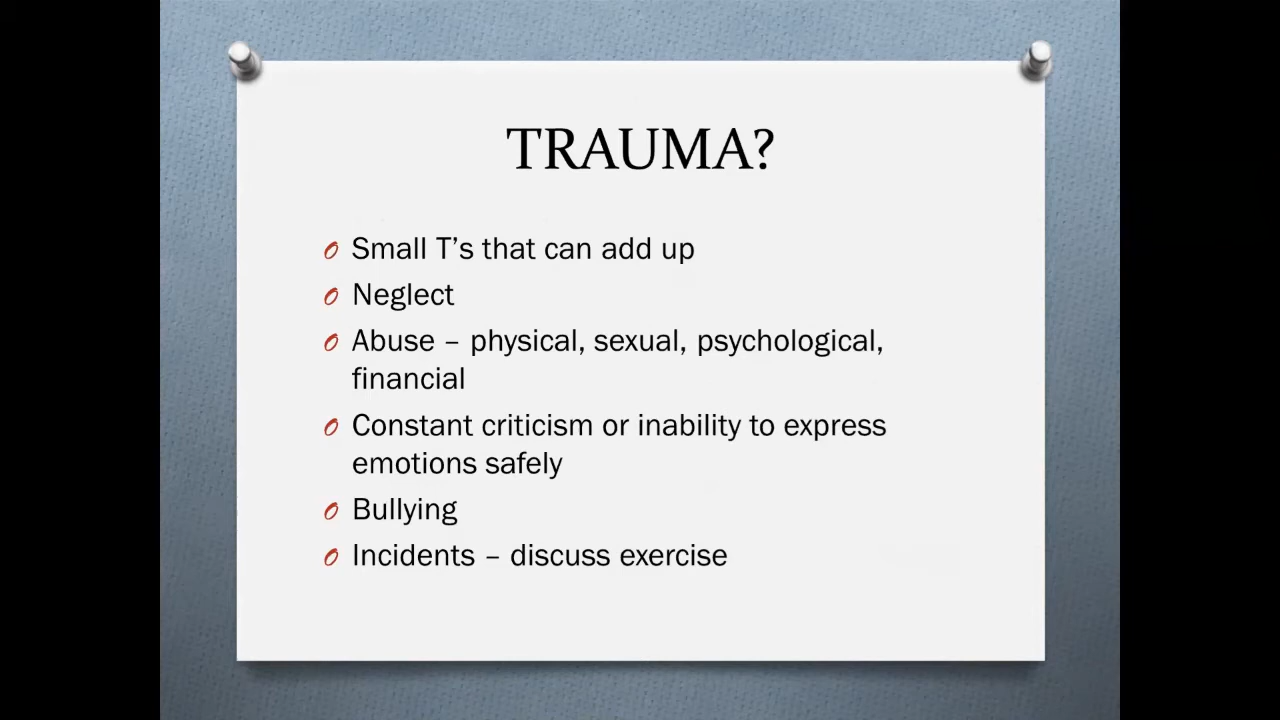 TRAUMA?
Small T’s that can add up
Neglect
Abuse – physical, sexual, psychological,
financial
Constant criticism or inability to express
emotions safely
Bullying
Incidents – discuss exercise